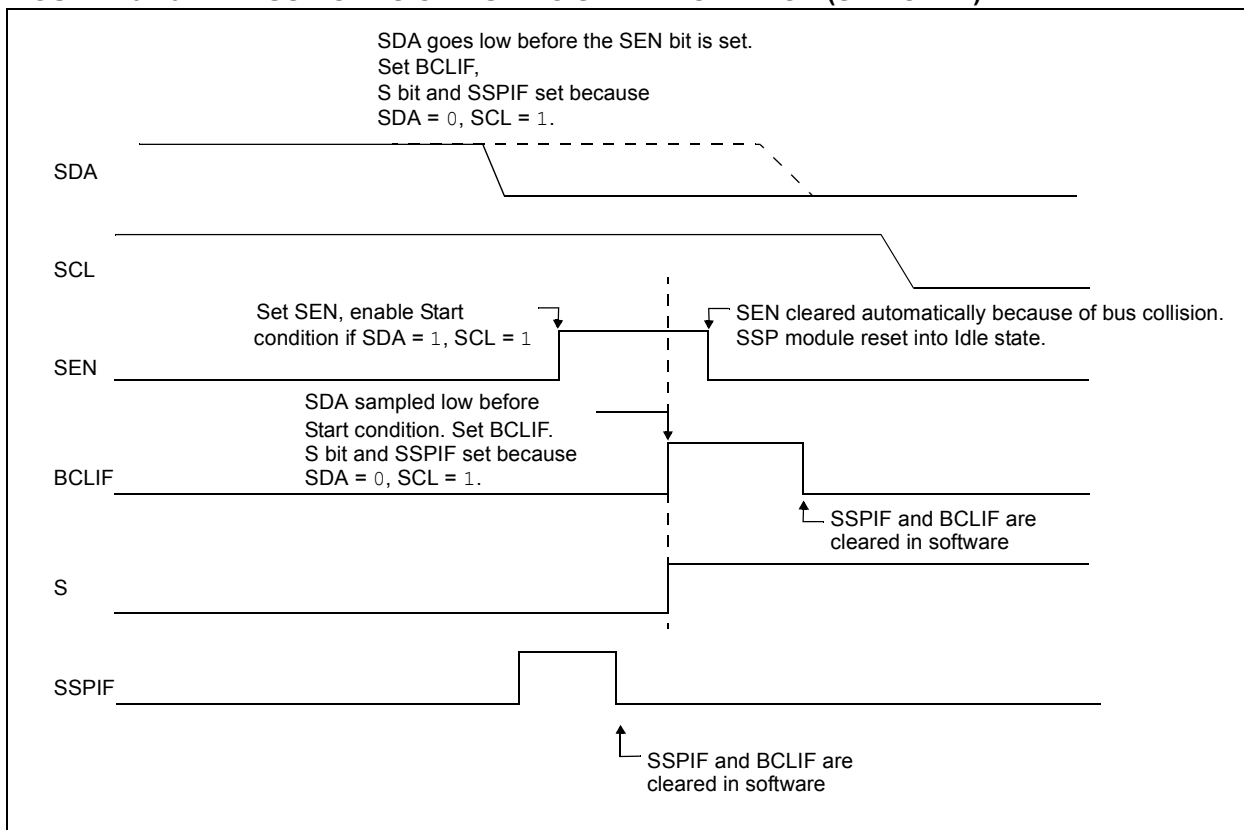 SDA goes low before the SEN bit is set.
Set BCLIF,
S bit and SSPIF set because
SDA = 0, SCL = 1.
SDA
SCL
Set SEN, enable Start
condition if SDA = 1, SCL = 1
SEN cleared automatically because of bus collision.
SSP module reset into Idle state.
SEN
SDA sampled low before
Start condition. Set BCLIF.
S bit and SSPIF set because
SDA = 0, SCL = 1.
BCLIF
SSPIF and BCLIF are
cleared in software
S
SSPIF
SSPIF and BCLIF are
cleared in software